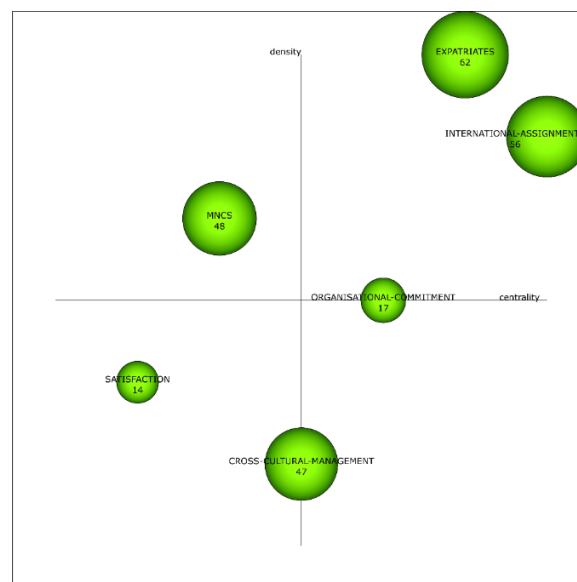 density
EXPATRIATES
62
INTERNATIONAL-ASSIGNMENT
56
MNCS
48
ORGANISATIONAL-COMMITMENT
17
centrality
SATISFACTION
14
CROSS-CULTURAL-MANAGEMENT
47